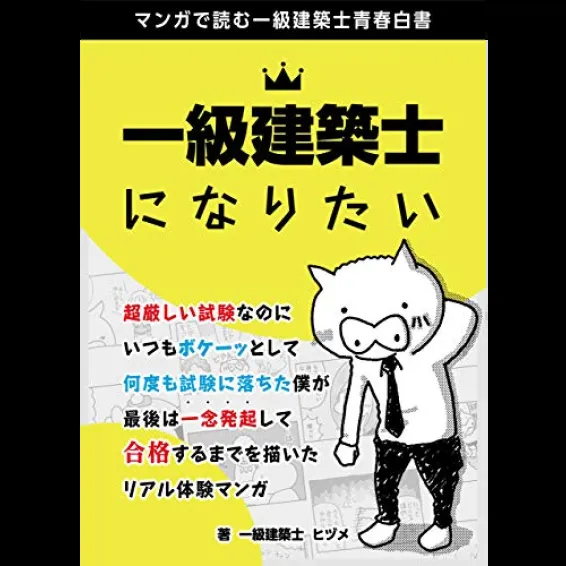 マンガで読む一級建築士青春白書
一級建築士
になりたい
超厳しい試験なのに
いつもボケーッとして
何度も試験に落ちた僕が
最後は一念発起して
合格するまでを描いた
リアル体験マンガ
著 一級建築士 ヒヅメ